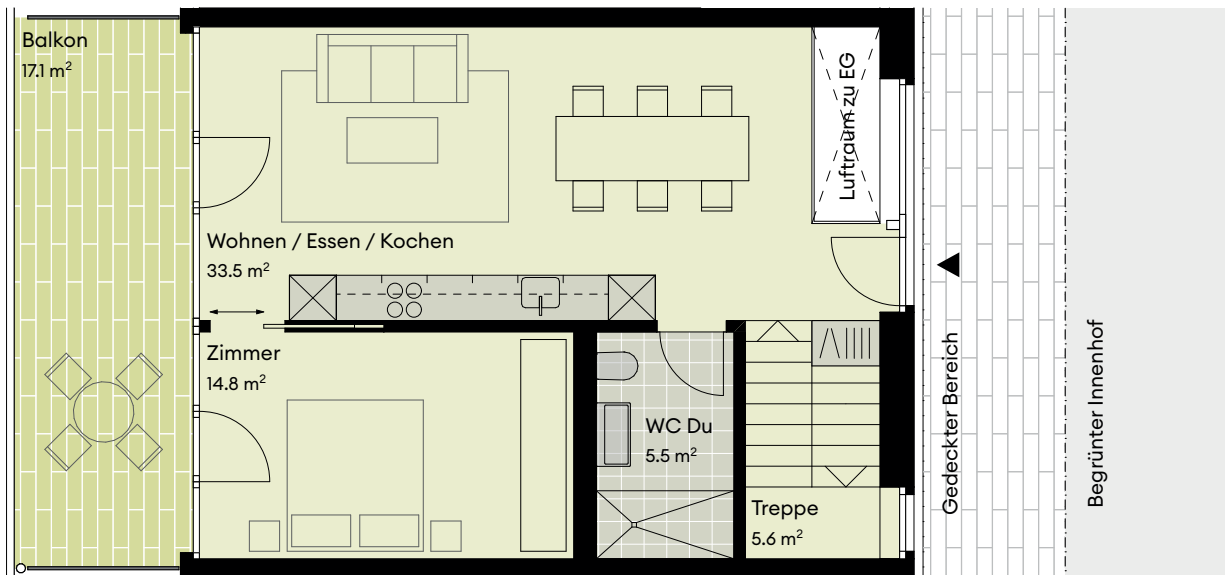 Balkon
17.1 m²
Luftraum zu EG
Wohnen / Essen / Kochen
33.5 m²
Zimmer
14.8 m²
WC Du
5.5 m²
Treppe
5.6 m²
Gedeckter Bereich
Begrünter Innenhof